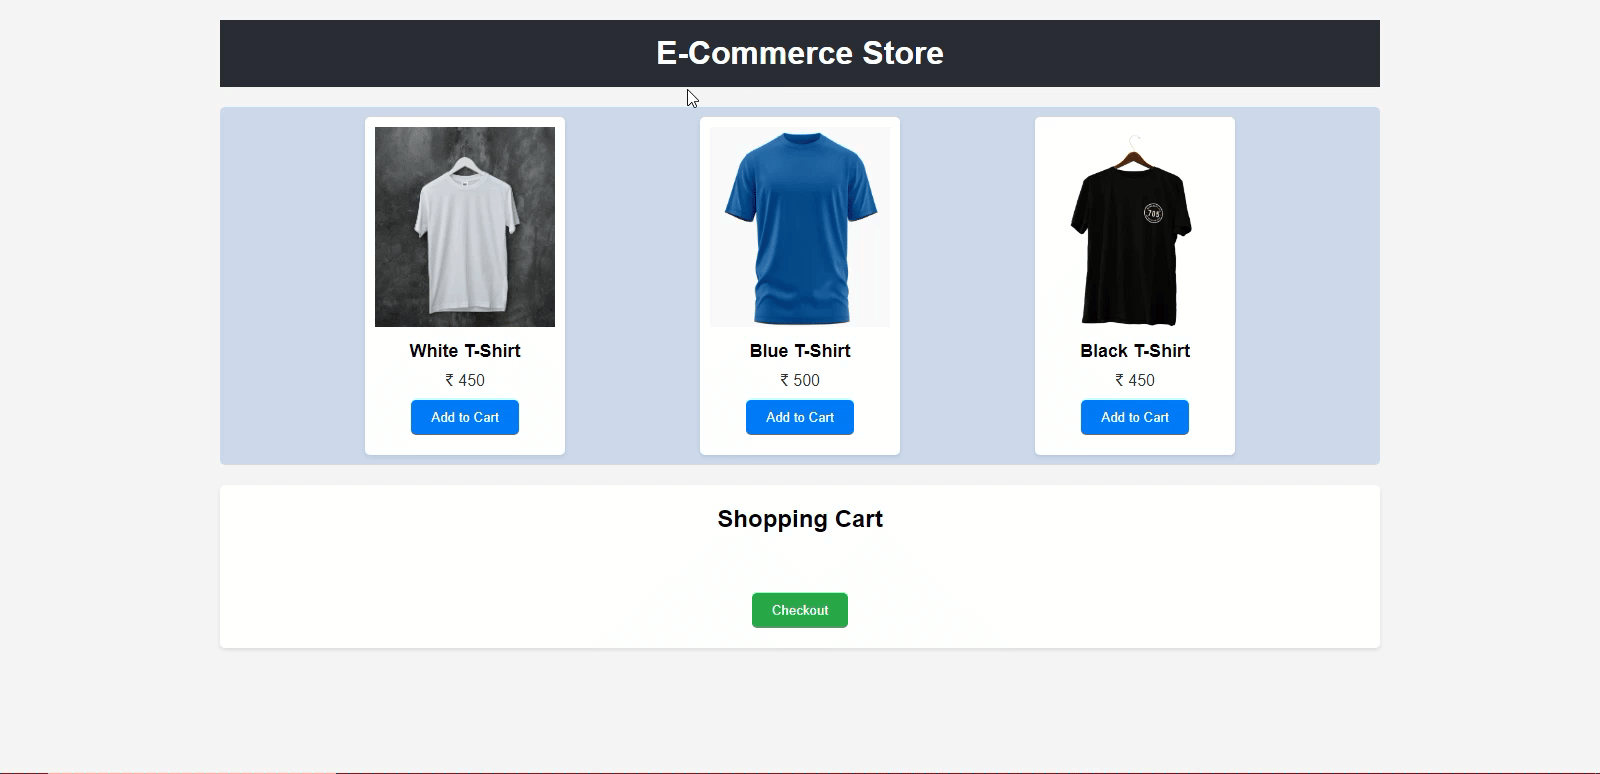 E-Commerce Store
705
White T-Shirt
₹ 450
Add to Cart
Blue T-Shirt
₹ 500
Add to Cart
Black T-Shirt
₹ 450
Add to Cart
Shopping Cart
Checkout